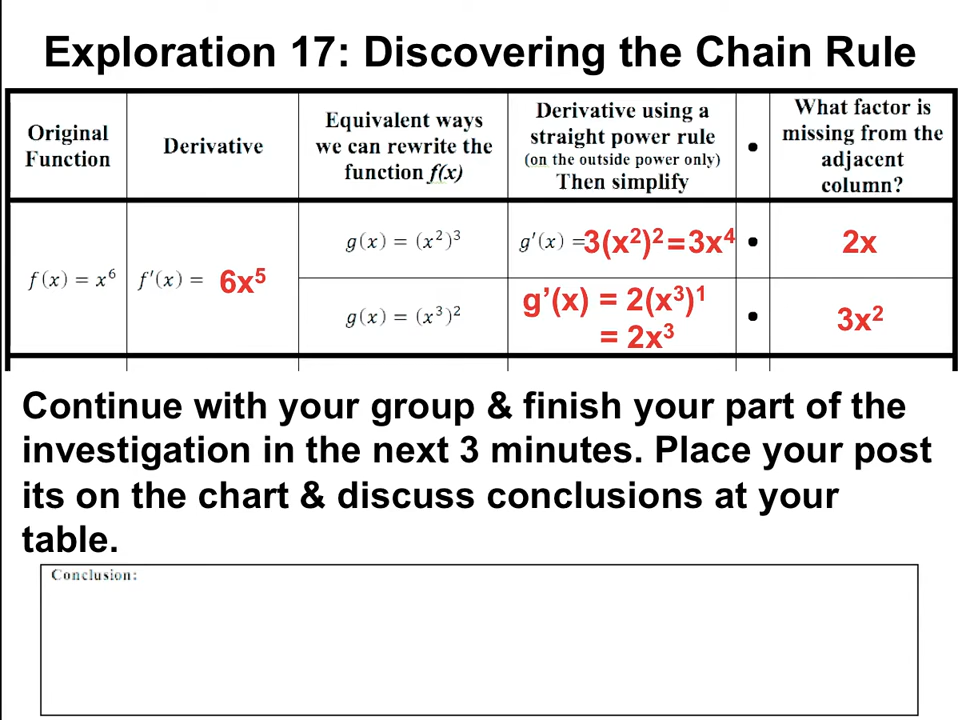 Exploration 17: Discovering the Chain Rule
Original
Function
Derivative
Equivalent ways
we can rewrite the
function f(x)
Derivative using a
straight power rule
(on the outside power only)
Then simplify
•
What factor is
missing from the
adjacent
column?
f(x) = x⁶
f′(x) = 6x⁵
g(x) = (x²)³
g′(x) =3(x²)²=3x⁴
•
2x
g(x) = (x³)²
g’(x) = 2(x³)¹
= 2x³
•
3x²
Continue with your group & finish your part of the
investigation in the next 3 minutes. Place your post
its on the chart & discuss conclusions at your
table.
Conclusion: